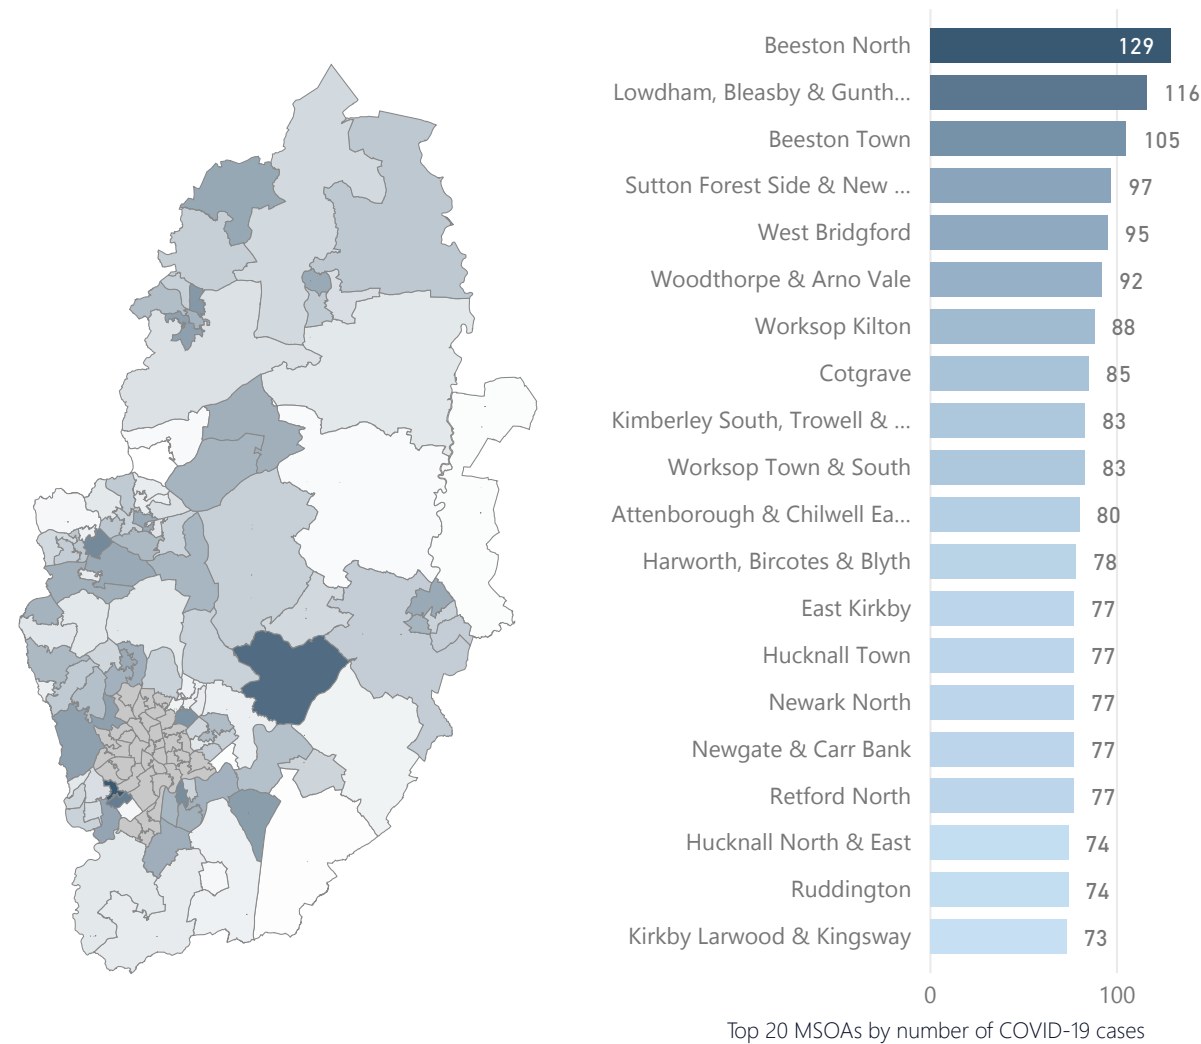 Beeston North 129
Lowdham, Bleasby & Gunth... 116
Beeston Town 105
Sutton Forest Side & New ... 97
West Bridgford 95
Woodthorpe & Arno Vale 92
Worksop Kilton 88
Cotgrave 85
Kimberley South, Trowell & ... 83
Worksop Town & South 83
Attenborough & Chilwell Ea... 80
Harworth, Bircotes & Blyth 78
East Kirkby 77
Hucknall Town 77
Newark North 77
Newgate & Carr Bank 77
Retford North 77
Hucknall North & East 74
Ruddington 74
Kirkby Larwood & Kingsway 73
0 100
Top 20 MSOAs by number of COVID-19 cases